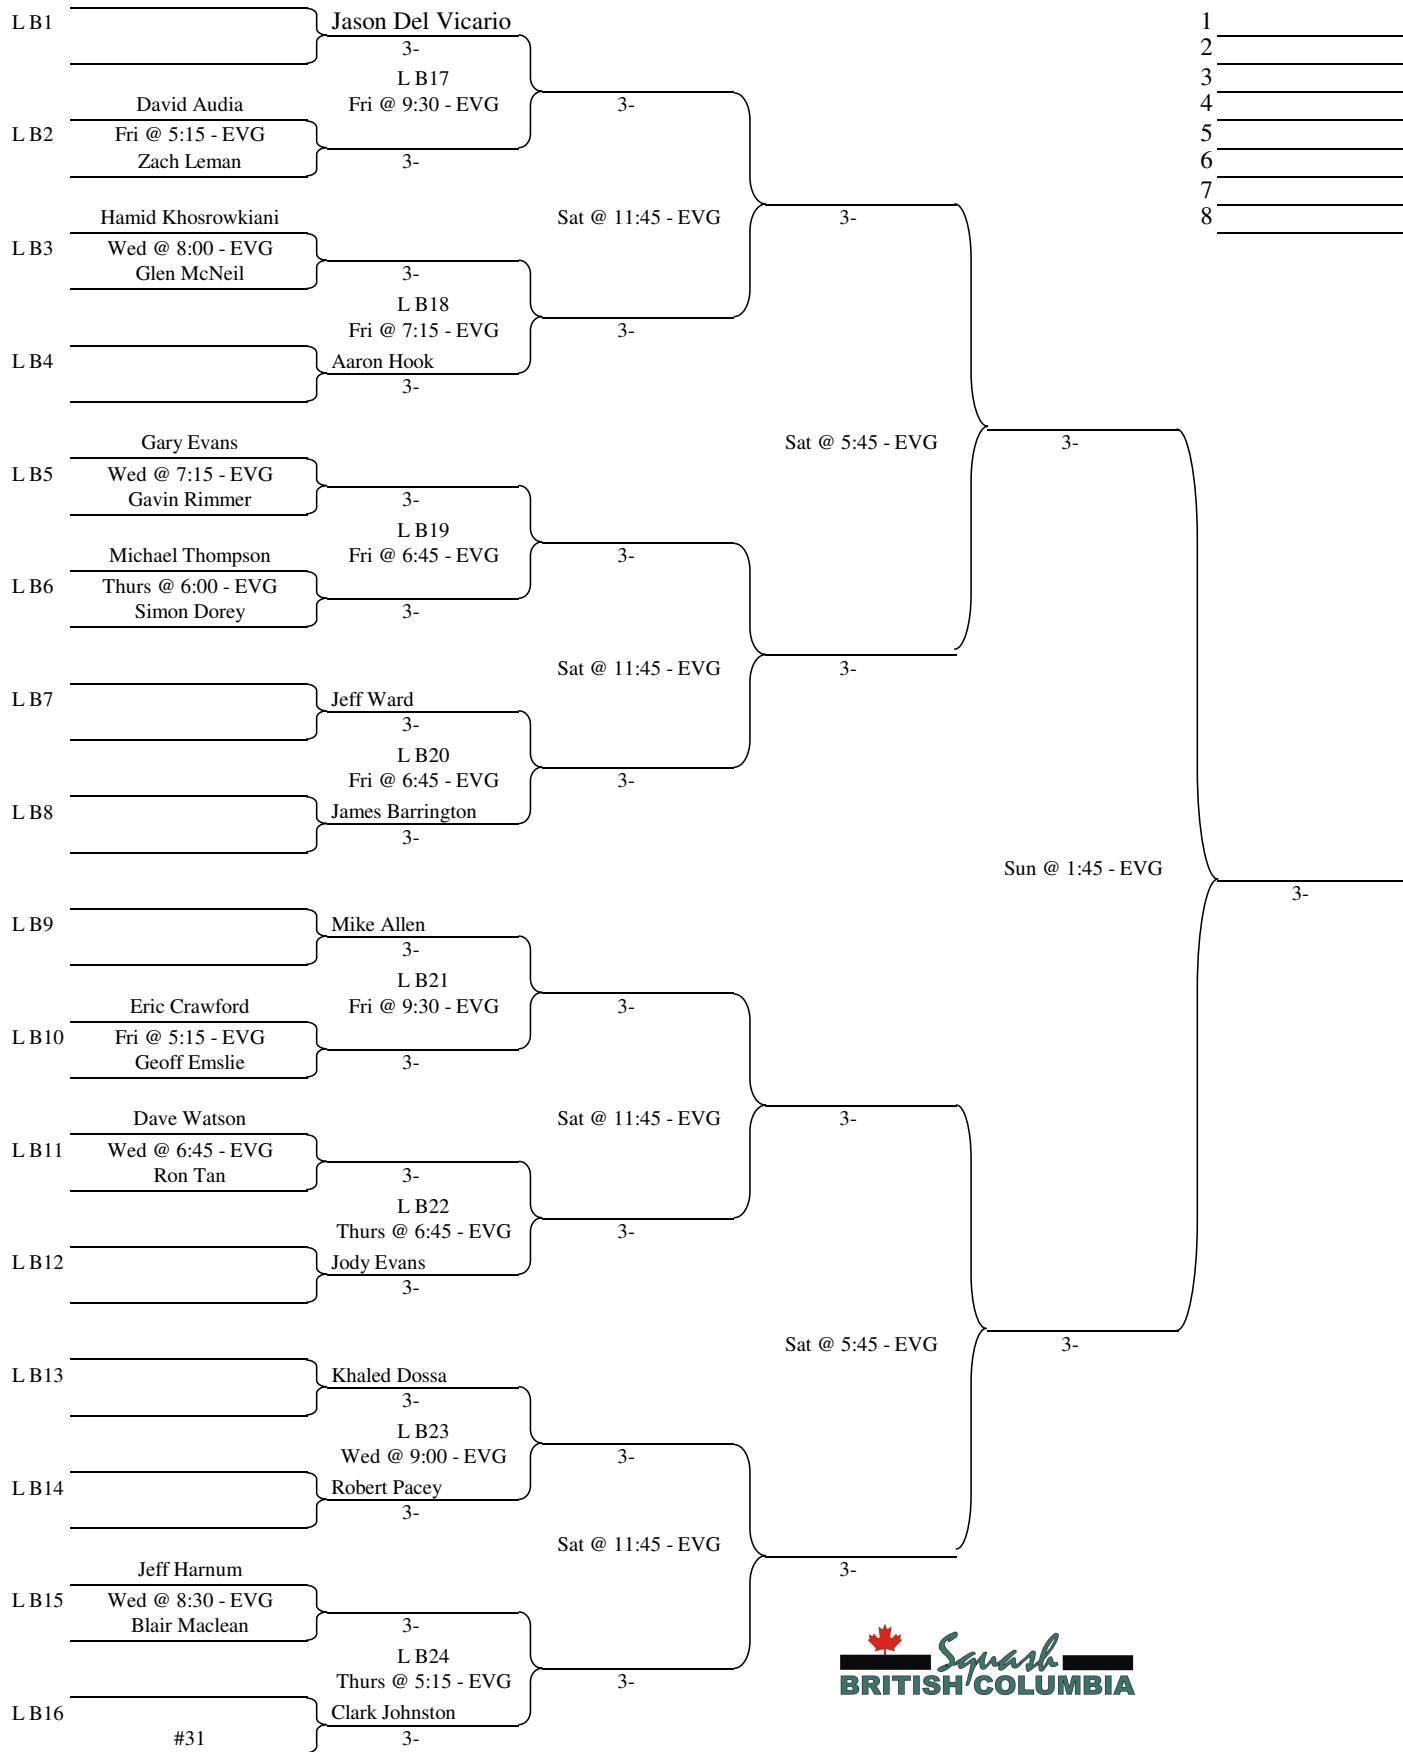 L B1
Jason Del Vicario
3-
L B17
Fri @ 9:30 - EVG
3-
David Audia
L B2
Fri @ 5:15 - EVG
Zach Leman
3-
Sat @ 11:45 - EVG
3-
Hamid Khosrowkiani
L B3
Wed @ 8:00 - EVG
Glen McNeil
3-
L B18
Fri @ 7:15 - EVG
3-
L B4
Aaron Hook
3-
Sat @ 5:45 - EVG
3-
Gary Evans
L B5
Wed @ 7:15 - EVG
Gavin Rimmer
3-
L B19
Fri @ 6:45 - EVG
3-
Michael Thompson
L B6
Thurs @ 6:00 - EVG
Simon Dorey
3-
Sat @ 11:45 - EVG
3-
L B7
Jeff Ward
3-
L B20
Fri @ 6:45 - EVG
3-
L B8
James Barrington
3-
Sun @ 1:45 - EVG
3-
L B9
Mike Allen
3-
L B21
Fri @ 9:30 - EVG
3-
Eric Crawford
L B10
Fri @ 5:15 - EVG
Geoff Emslie
3-
Sat @ 11:45 - EVG
3-
Dave Watson
L B11
Wed @ 6:45 - EVG
Ron Tan
3-
L B22
Thurs @ 6:45 - EVG
3-
L B12
Jody Evans
3-
Sat @ 5:45 - EVG
3-
L B13
Khaled Dossa
3-
L B23
Wed @ 9:00 - EVG
3-
L B14
Robert Pacey
3-
Sat @ 11:45 - EVG
3-
Jeff Harnum
L B15
Wed @ 8:30 - EVG
Blair Maclean
3-
L B24
Thurs @ 5:15 - EVG
3-
L B16
Clark Johnston
#31
3-
1
2
3
4
5
6
7
8
Squash
BRITISH COLUMBIA